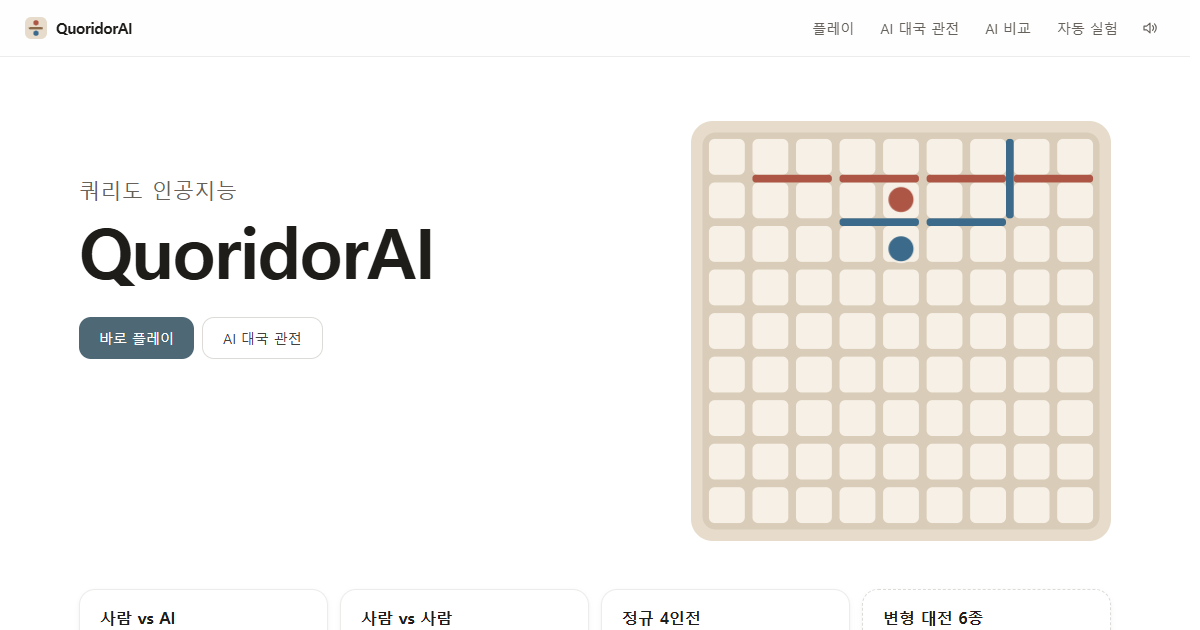 QuoridorAI
플레이
AI 대국 관전
AI 비교
자동 실험
쿼리도 인공지능
QuoridorAI
바로 플레이
AI 대국 관전
사람 vs AI
사람 vs 사람
정규 4인전
변형 대전 6종